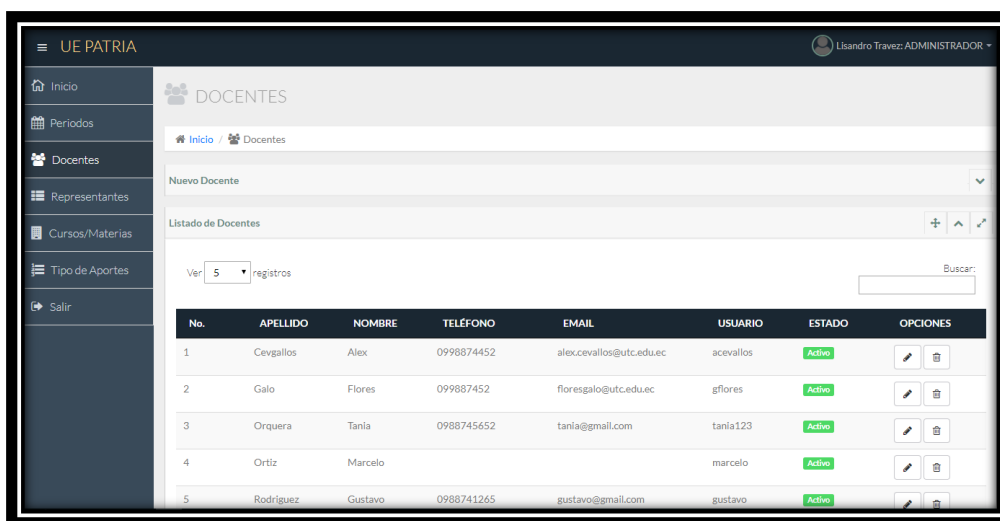 UE PATRIA
Lisandro Travez: ADMINISTRADOR
Inicio
Periodos
Docentes
Representantes
Cursos/Materias
Tipo de Aportes
Salir
DOCENTES
Inicio / Docentes
Nuevo Docente
Listado de Docentes
Ver 5 registros
Buscar:
No. APELLIDO NOMBRE TELÉFONO EMAIL USUARIO ESTADO OPCIONES
1 Cevgallos Alex 0998874452 alex.cevallos@utc.edu.ec acevallos Activo
2 Galo Flores 099887452 floresgalo@utc.edu.ec gflores Activo
3 Orquera Tania 0988745652 tania@gmail.com tania123 Activo
4 Ortiz Marcelo marcelo Activo
5 Rodriguez Gustavo 0988741265 gustavo@gmail.com gustavo Activo